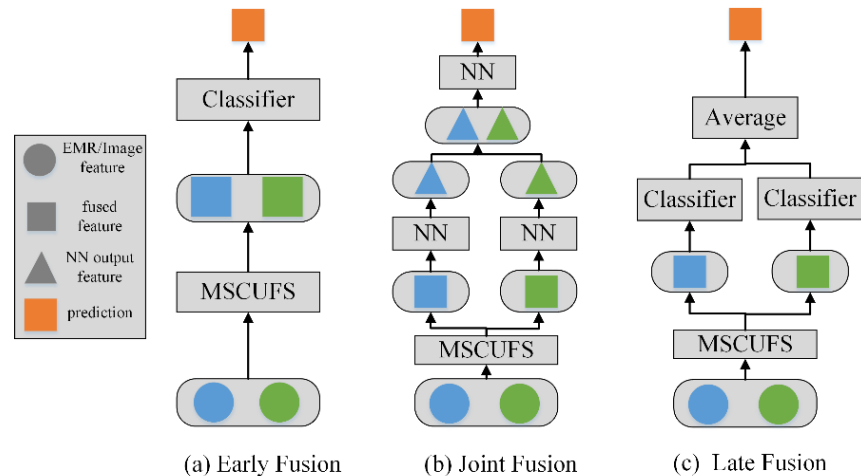 EMR/Image
feature
fused
feature
NN output
feature
prediction
Classifier
MSCUFS
(a) Early Fusion
NN
NN
NN
MSCUFS
(b) Joint Fusion
Average
Classifier
Classifier
MSCUFS
(c) Late Fusion